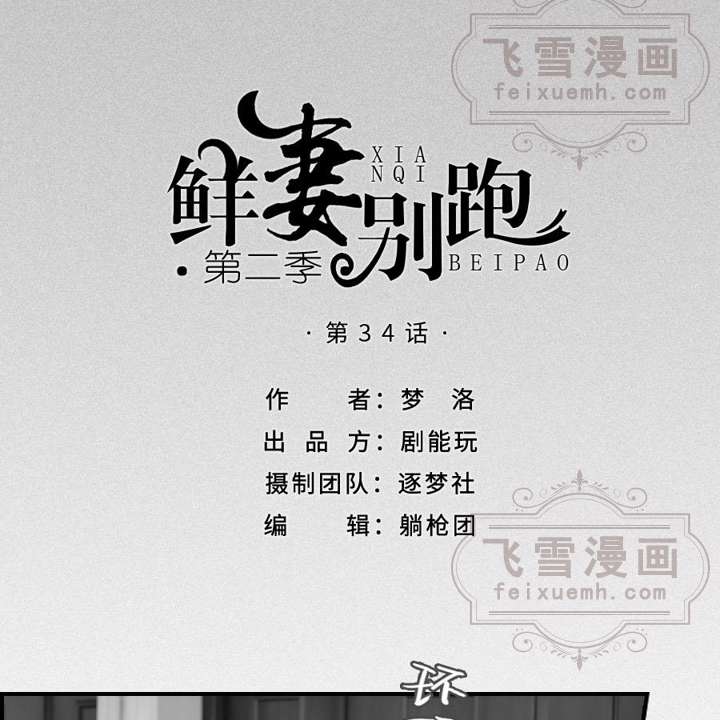 飞雪漫画
feixuemh.com
鲜妻别跑
XIA
NQI
BEIPAO
·第二季
·第34话·
作 者：梦 洛
出 品 方：剧能玩
摄制团队：逐梦社
编 辑：躺枪团
飞雪漫画
feixuemh.com
环